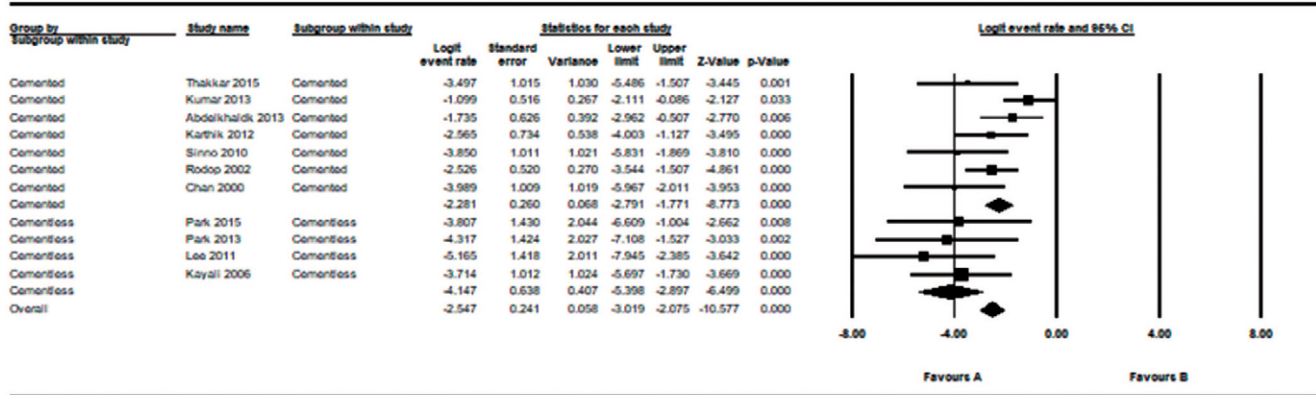 Group by Study name Subgroup within study Statistics for each study Logit event rate and 95% CI
Subgroup within study
Logit Standard Lower Upper
event rate error Variance limit limit Z-Value p-Value
Cemented Thakkar 2015 Cemented -3.497 1.015 1.030 -5.486 -1.507 -3.445 0.001
Cemented Kumar 2013 Cemented -1.099 0.516 0.267 -2.111 -0.086 -2.127 0.033
Cemented Abdelkhaldk 2013 Cemented -1.735 0.626 0.392 -2.962 -0.507 -2.770 0.006
Cemented Karthik 2012 Cemented -2.565 0.734 0.538 -4.003 -1.127 -3.495 0.000
Cemented Sinno 2010 Cemented -3.850 1.011 1.021 -5.831 -1.869 -3.810 0.000
Cemented Rodop 2002 Cemented -2.526 0.520 0.270 -3.544 -1.507 -4.861 0.000
Cemented Chan 2000 Cemented -3.989 1.009 1.019 -5.967 -2.011 -3.953 0.000
Cemented -2.281 0.260 0.068 -2.791 -1.771 -8.773 0.000
Cementless Park 2015 Cementless -3.807 1.430 2.044 -6.609 -1.004 -2.662 0.008
Cementless Park 2013 Cementless -4.317 1.424 2.027 -7.108 -1.527 -3.033 0.002
Cementless Lee 2011 Cementless -5.165 1.418 2.011 -7.945 -2.385 -3.642 0.000
Cementless Kayali 2006 Cementless -3.714 1.012 1.024 -5.697 -1.730 -3.669 0.000
Cementless -4.147 0.638 0.407 -5.398 -2.897 -6.499 0.000
Overall -2.547 0.241 0.058 -3.019 -2.075 -10.577 0.000
-8.00 -4.00 0.00 4.00 8.00
Favours A Favours B